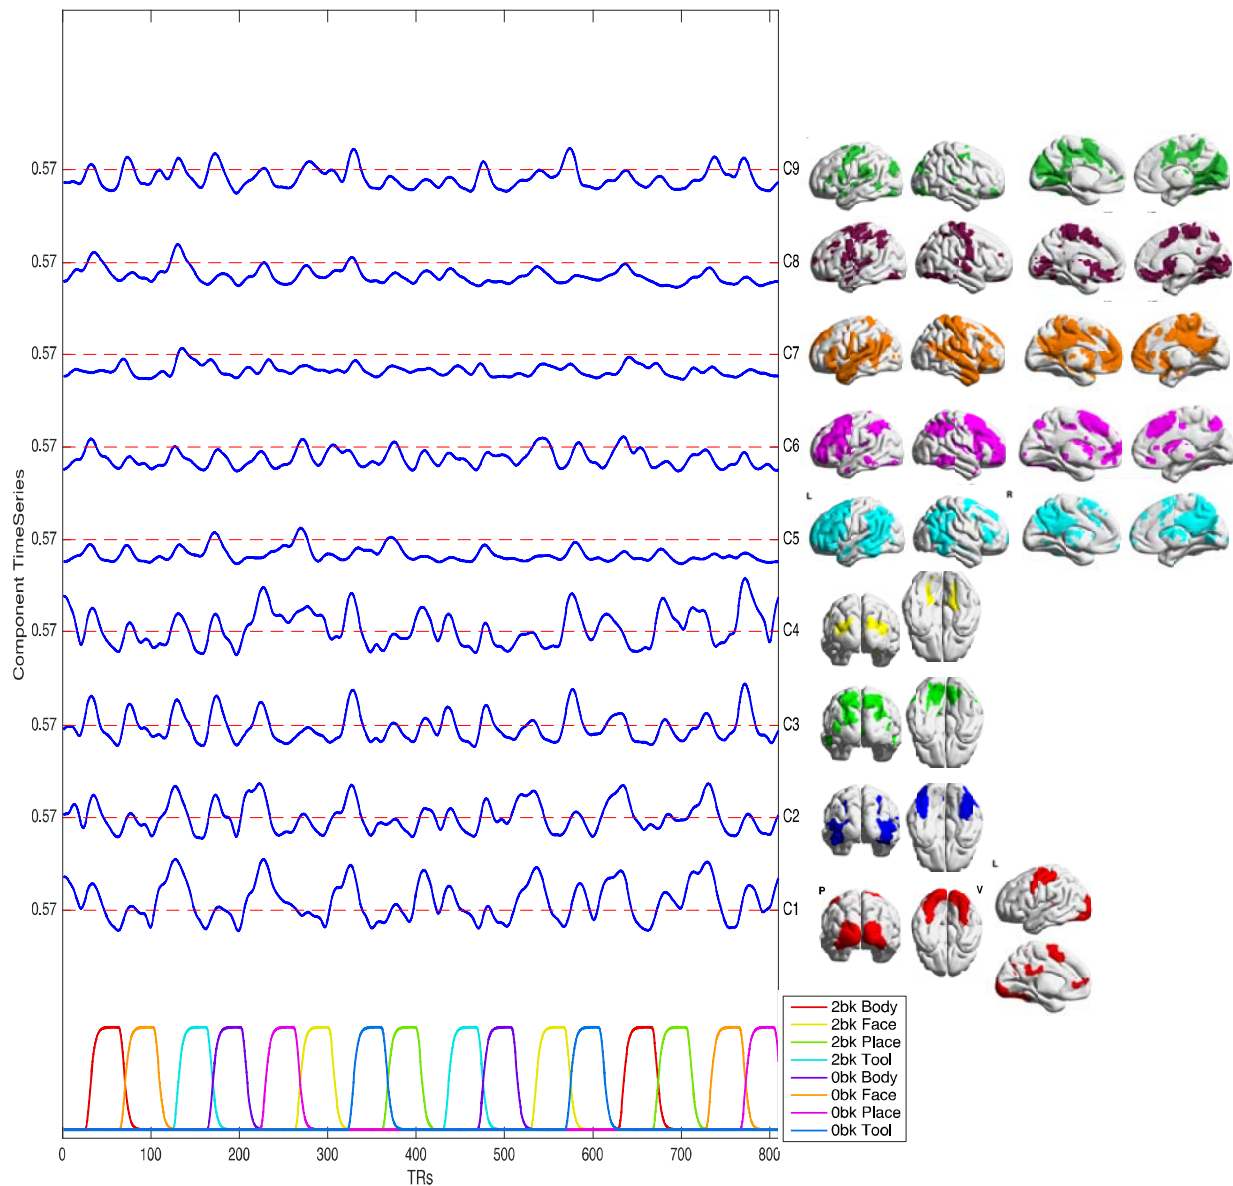 Component TimeSeries
0.57
C9
0.57
C8
0.57
C7
0.57
C6
0.57
C5
0.57
C4
0.57
C3
0.57
C2
0.57
C1
L
R
L
P
V
2bk Body
2bk Face
2bk Place
2bk Tool
0bk Body
0bk Face
0bk Place
0bk Tool
0 100 200 300 400 500 600 700 800
TRs